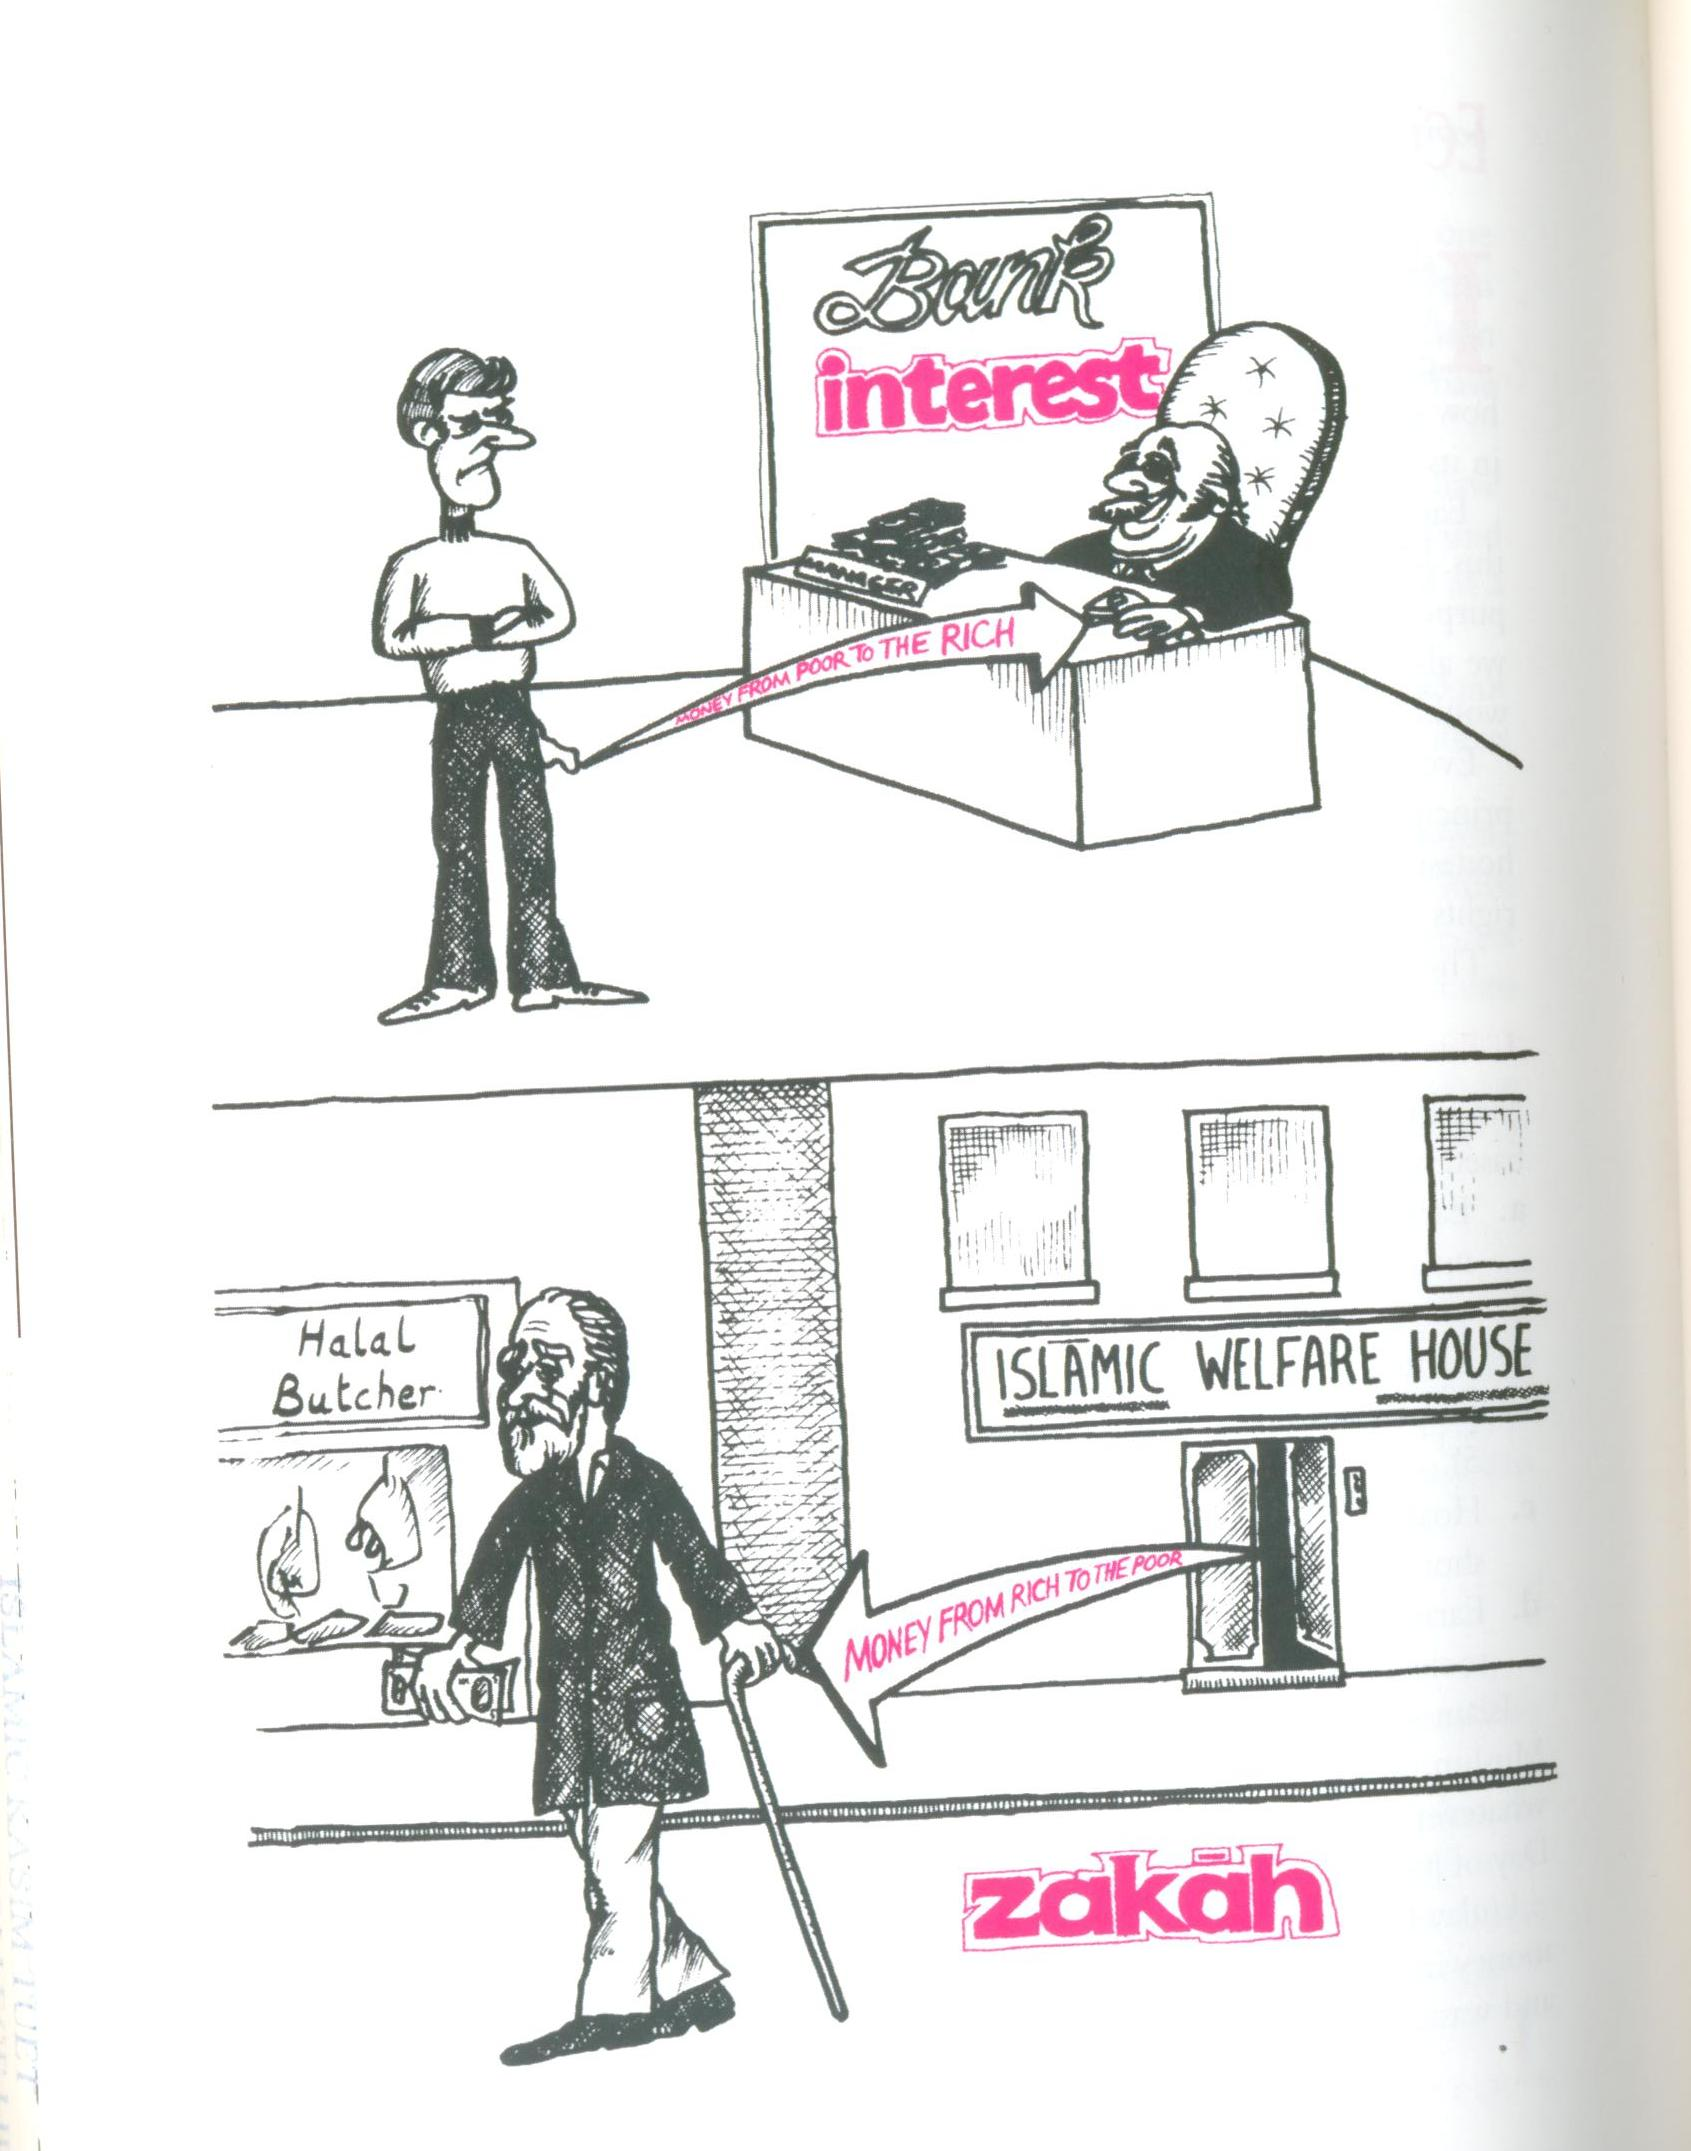 Bank
interest
MANAGER
MONEY FROM POOR TO THE RICH
Halal
Butcher
ISLĀMIC WELFARE HOUSE
MONEY FROM RICH TO THE POOR
zakāh